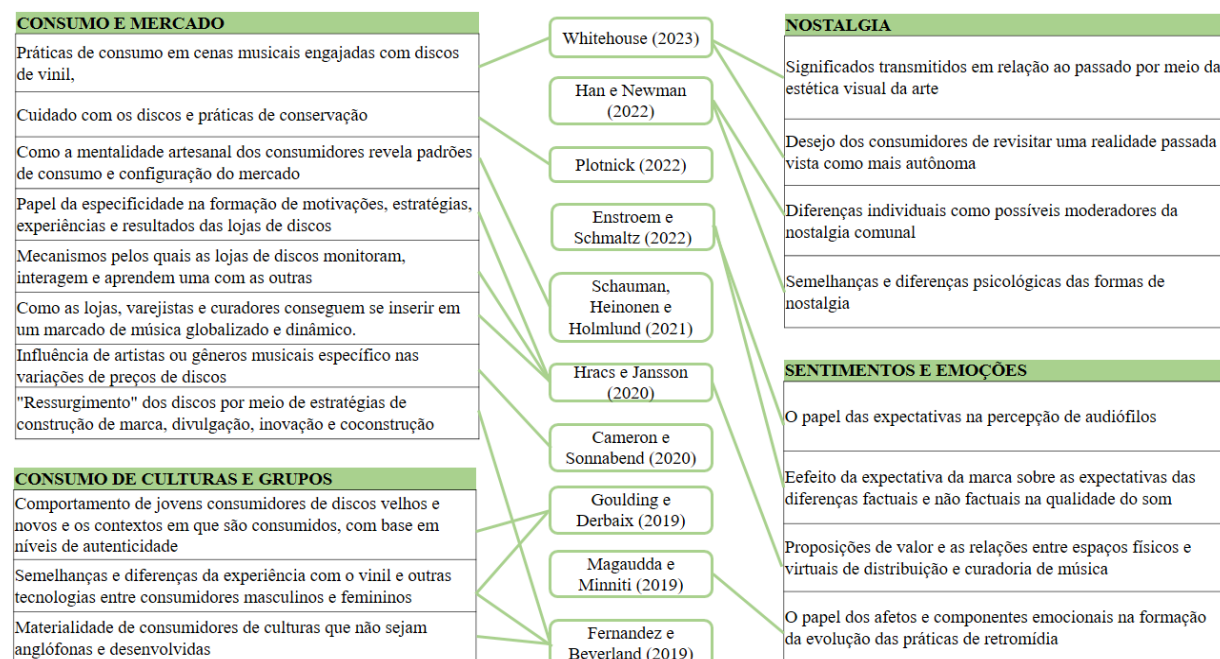 CONSUMO E MERCADO
Práticas de consumo em cenas musicais engajadas com discos
de vinil,
Cuidado com os discos e práticas de conservação
Como a mentalidade artesanal dos consumidores revela padrões
de consumo e configuração do mercado
Papel da especificidade na formação de motivações, estratégias,
experiências e resultados das lojas de discos
Mecanismos pelos quais as lojas de discos monitoram,
interagem e aprendem uma com as outras
Como as lojas, varejistas e curadores conseguem se inserir em
um marcado de música globalizado e dinâmico.
Influência de artistas ou gêneros musicais específico nas
variações de preços de discos
"Ressurgimento" dos discos por meio de estratégias de
construção de marca, divulgação, inovação e coconstrução
CONSUMO DE CULTURAS E GRUPOS
Comportamento de jovens consumidores de discos velhos e
novos e os contextos em que são consumidos, com base em
níveis de autenticidade
Semelhanças e diferenças da experiência com o vinil e outras
tecnologias entre consumidores masculinos e femininos
Materialidade de consumidores de culturas que não sejam
anglófonas e desenvolvidas
Whitehouse (2023)
Han e Newman
(2022)
Plotnick (2022)
Enstroem e
Schmaltz (2022)
Schauman,
Heinonen e
Holmlund (2021)
Hracs e Jansson
(2020)
Cameron e
Sonnabend (2020)
Goulding e
Derbaix (2019)
Magaudda e
Minniti (2019)
Fernandez e
Beverland (2019)
NOSTALGIA
Significados transmitidos em relação ao passado por meio da
estética visual da arte
Desejo dos consumidores de revisitar uma realidade passada
vista como mais autônoma
Diferenças individuais como possíveis moderadores da
nostalgia comunal
Semelhanças e diferenças psicológicas das formas de
nostalgia
SENTIMENTOS E EMOÇÕES
O papel das expectativas na percepção de audiófilos
Eefeito da expectativa da marca sobre as expectativas das
diferenças factuais e não factuais na qualidade do som
Proposições de valor e as relações entre espaços físicos e
virtuais de distribuição e curadoria de música
O papel dos afetos e componentes emocionais na formação
da evolução das práticas de retromídia